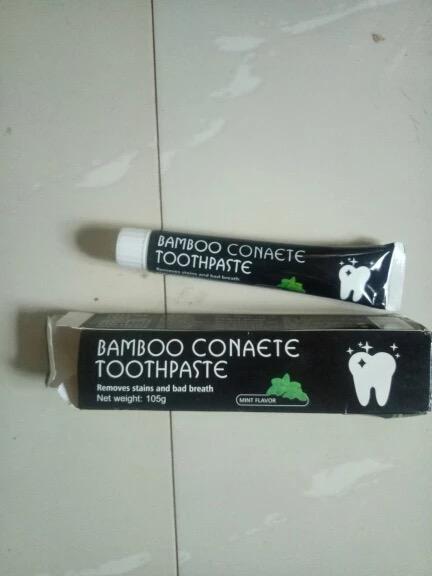 BAMBOO CONAETE
TOOTHPASTE
Removes stains and bad breath
BAMBOO CONAETE
TOOTHPASTE
Removes stains and bad breath
Net weight: 105g
MINT FLAVOR